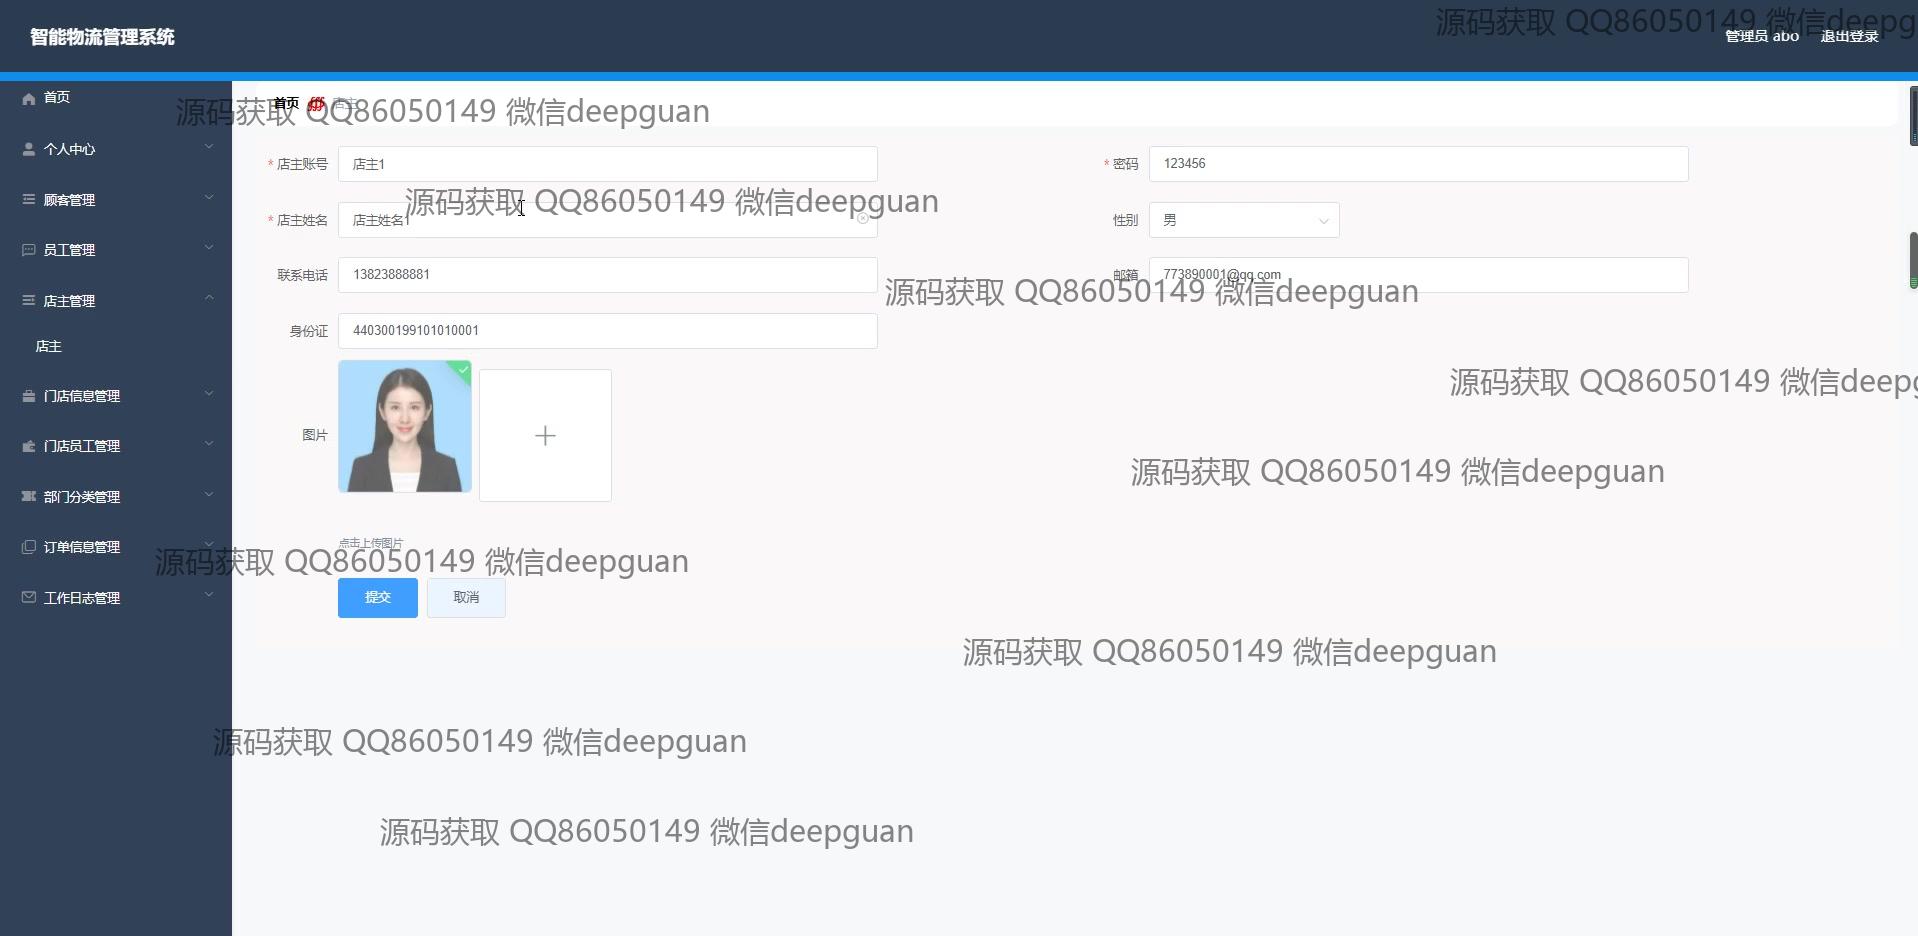 智能物流管理系统
源码获取 QQ86050149 微信deepg
管理员 abo 退出登录
首页
首页 店主
源码获取 QQ86050149 微信deepguan
个人中心
* 店主账号 店主1
* 密码 123456
顾客管理
源码获取 QQ86050149 微信deepguan
* 店主姓名 店主姓名1
性别 男
员工管理
联系电话 13823888881
邮箱 773890001@qq.com
源码获取 QQ86050149 微信deepguan
店主管理
身份证 440300199101010001
店主
源码获取 QQ86050149 微信deepg
门店信息管理
图片
门店员工管理
源码获取 QQ86050149 微信deepguan
部门分类管理
订单信息管理
点击上传图片
源码获取 QQ86050149 微信deepguan
工作日志管理
提交 取消
源码获取 QQ86050149 微信deepguan
源码获取 QQ86050149 微信deepguan
源码获取 QQ86050149 微信deepguan